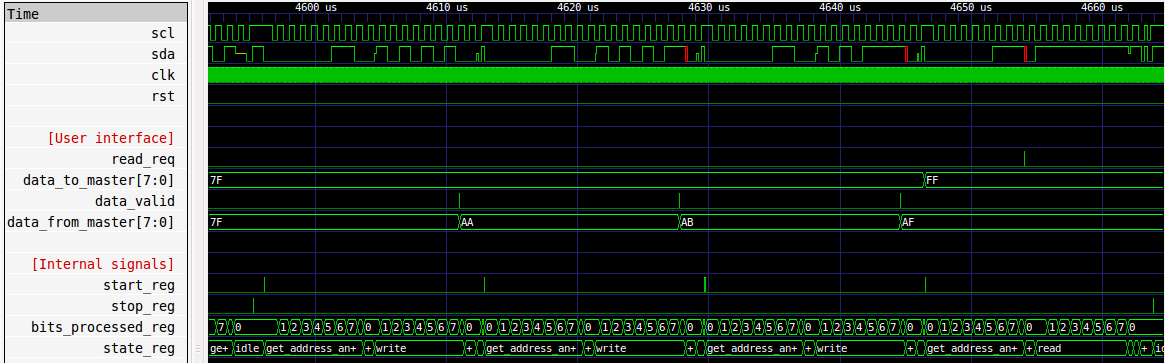 Time 4600 us 4610 us 4620 us 4630 us 4640 us 4650 us 4660 us
scl
sda
clk
rst
[User interface]
read_req
data_to_master[7:0] 7F FF
data_valid
data_from_master[7:0] 7F AA AB AF
[Internal signals]
start_reg
stop_reg
bits_processed_reg 7 0 1 2 3 4 5 6 7 0 1 2 3 4 5 6 7 0 0 1 2 3 4 5 6 7 0 1 2 3 4 5 6 7 0 0 1 2 3 4 5 6 7 0 1 2 3 4 5 6 7 0 0 1 2 3 4 5 6 7 0 1 2 3 4 5 6 7 0
state_reg ge+ idle get_address_an+ + write + get_address_an+ + write + get_address_an+ + write + get_address_an+ + read + id